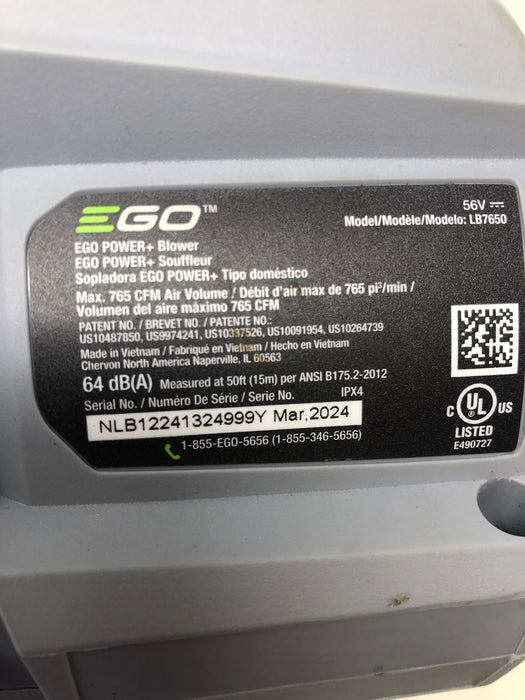 EGO™
56V ⎓
Model/Modèle/Modelo: LB7650
EGO POWER+ Blower
EGO POWER+ Souffleur
Sopladora EGO POWER+ Tipo doméstico
Max. 765 CFM Air Volume / Débit d'air max de 765 pi³/min /
Volumen del aire máximo 765 CFM
PATENT NO. / BREVET NO. / PATENTE NO.:
US10487850, US9974241, US10337526, US10091954, US10264739
Made in Vietnam / Fabriqué en Vietnam / Hecho en Vietnam
Chervon North America Naperville, IL 60563
64 dB(A) Measured at 50ft (15m) per ANSI B175.2-2012
Serial No. / Numéro De Série / Serie No.
IPX4
NLB12241324999Y Mar,2024
1-855-EGO-5656 (1-855-346-5656)
C UL US
LISTED
E490727